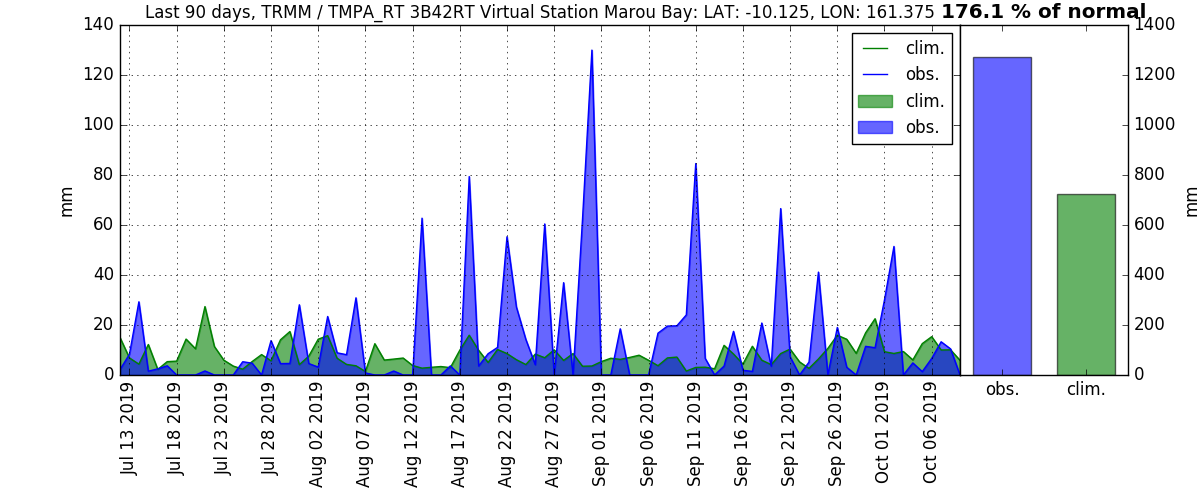 Last 90 days, TRMM / TMPA_RT 3B42RT Virtual Station Marou Bay: LAT: -10.125, LON: 161.375 176.1 % of normal
140
120
100
80
60
40
20
0
mm
clim.
obs.
clim.
obs.
1400
1200
1000
800
600
400
200
0
mm
Jul 13 2019
Jul 18 2019
Jul 23 2019
Jul 28 2019
Aug 02 2019
Aug 07 2019
Aug 12 2019
Aug 17 2019
Aug 22 2019
Aug 27 2019
Sep 01 2019
Sep 06 2019
Sep 11 2019
Sep 16 2019
Sep 21 2019
Sep 26 2019
Oct 01 2019
Oct 06 2019
obs.
clim.